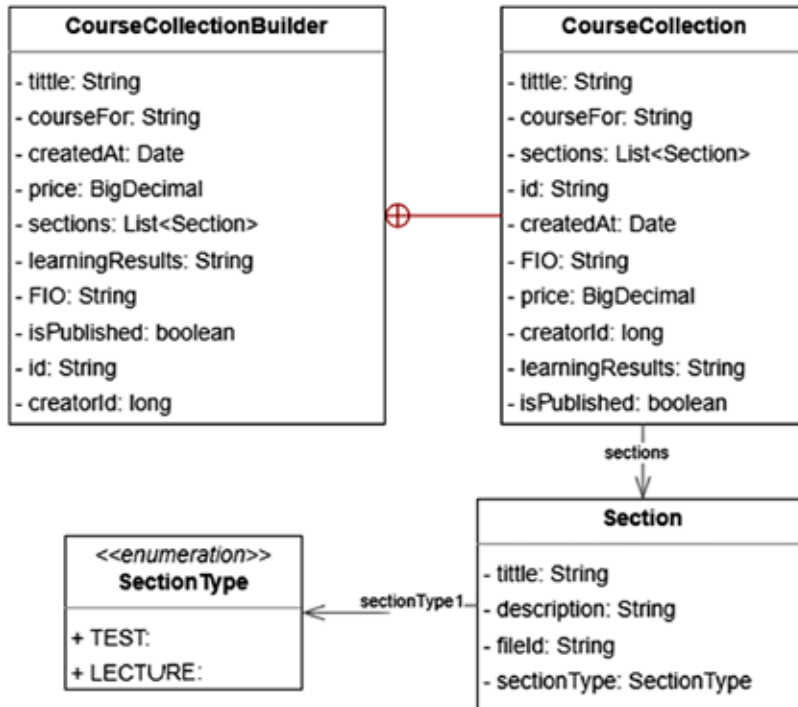 CourseCollectionBuilder
- tittle: String
- courseFor: String
- createdAt: Date
- price: BigDecimal
- sections: List<Section>
- learningResults: String
- FIO: String
- isPublished: boolean
- id: String
- creatorId: long
CourseCollection
- tittle: String
- courseFor: String
- sections: List<Section>
- id: String
- createdAt: Date
- FIO: String
- price: BigDecimal
- creatorId: long
- learningResults: String
- isPublished: boolean
sections
<<enumeration>>
SectionType
+ TEST:
+ LECTURE:
sectionType1
Section
- tittle: String
- description: String
- fileId: String
- sectionType: SectionType